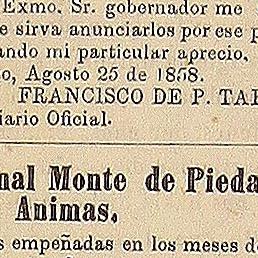 Exmo. Sr. gobernador me
e sirva anunciarlos por ese p
ando mi particular aprecio,
o, Agosto 25 de 1858.
FRANCISCO DE P. TA
iario Oficial.
nal Monte de Pieda
Animas.
s empeñadas en los meses d